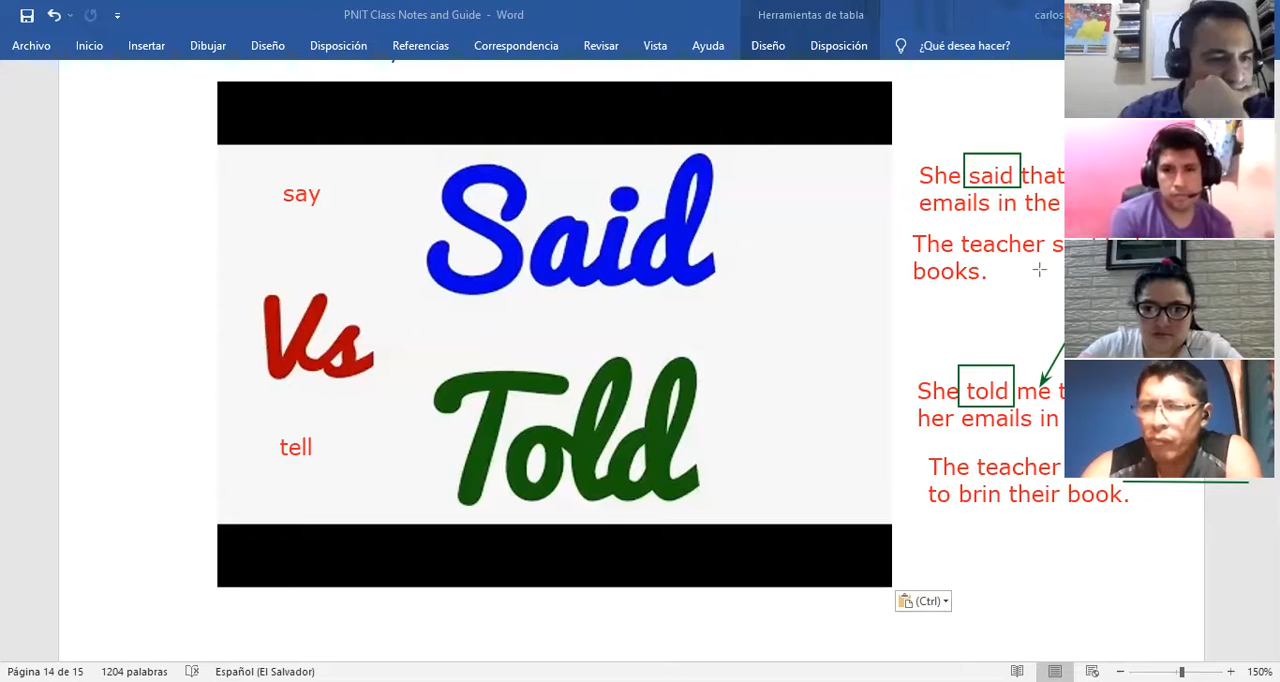 PNIT Class Notes and Guide - Word
Herramientas de tabla
carlos
Archivo Inicio Insertar Dibujar Diseño Disposición Referencias Correspondencia Revisar Vista Ayuda Diseño Disposición ¿Qué desea hacer?
say
Said
Vs
Told
tell
She said that
emails in the
The teacher s
books.
She told me t
her emails in
The teacher
to brin their book.
(Ctrl)
Página 14 de 15 1204 palabras Español (El Salvador) 150%